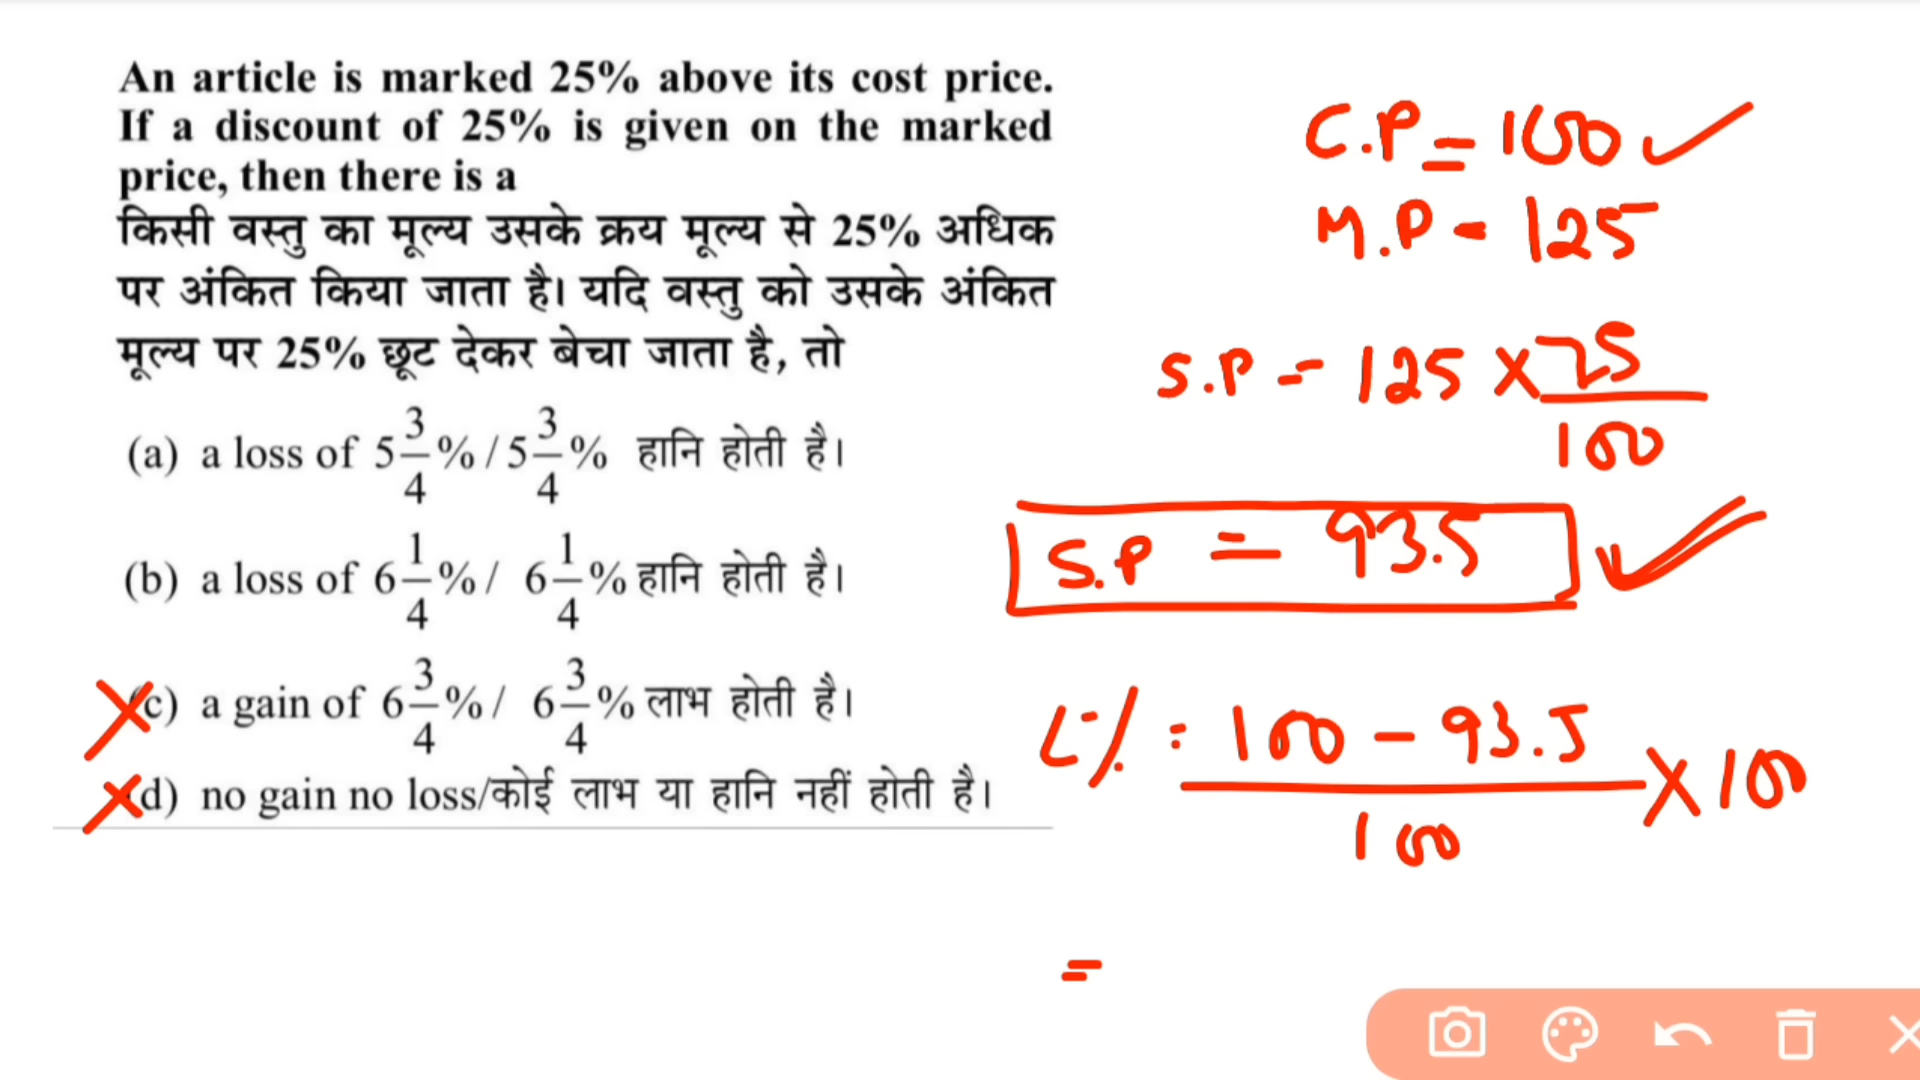 An article is marked 25% above its cost price.
If a discount of 25% is given on the marked
price, then there is a
किसी वस्तु का मूल्य उसके क्रय मूल्य से 25% अधिक
पर अंकित किया जाता है। यदि वस्तु को उसके अंकित
मूल्य पर 25% छूट देकर बेचा जाता है, तो
(a) a loss of 5 3/4 % / 5 3/4 % हानि होती है।
(b) a loss of 6 1/4 % / 6 1/4 % हानि होती है।
(c) a gain of 6 3/4 % / 6 3/4 % लाभ होती है।
(d) no gain no loss/कोई लाभ या हानि नहीं होती है।
C.P = 100
M.P = 125
S.P = 125 × 75/100
S.P = 93.5
L% = 100 - 93.5/100 × 100
=